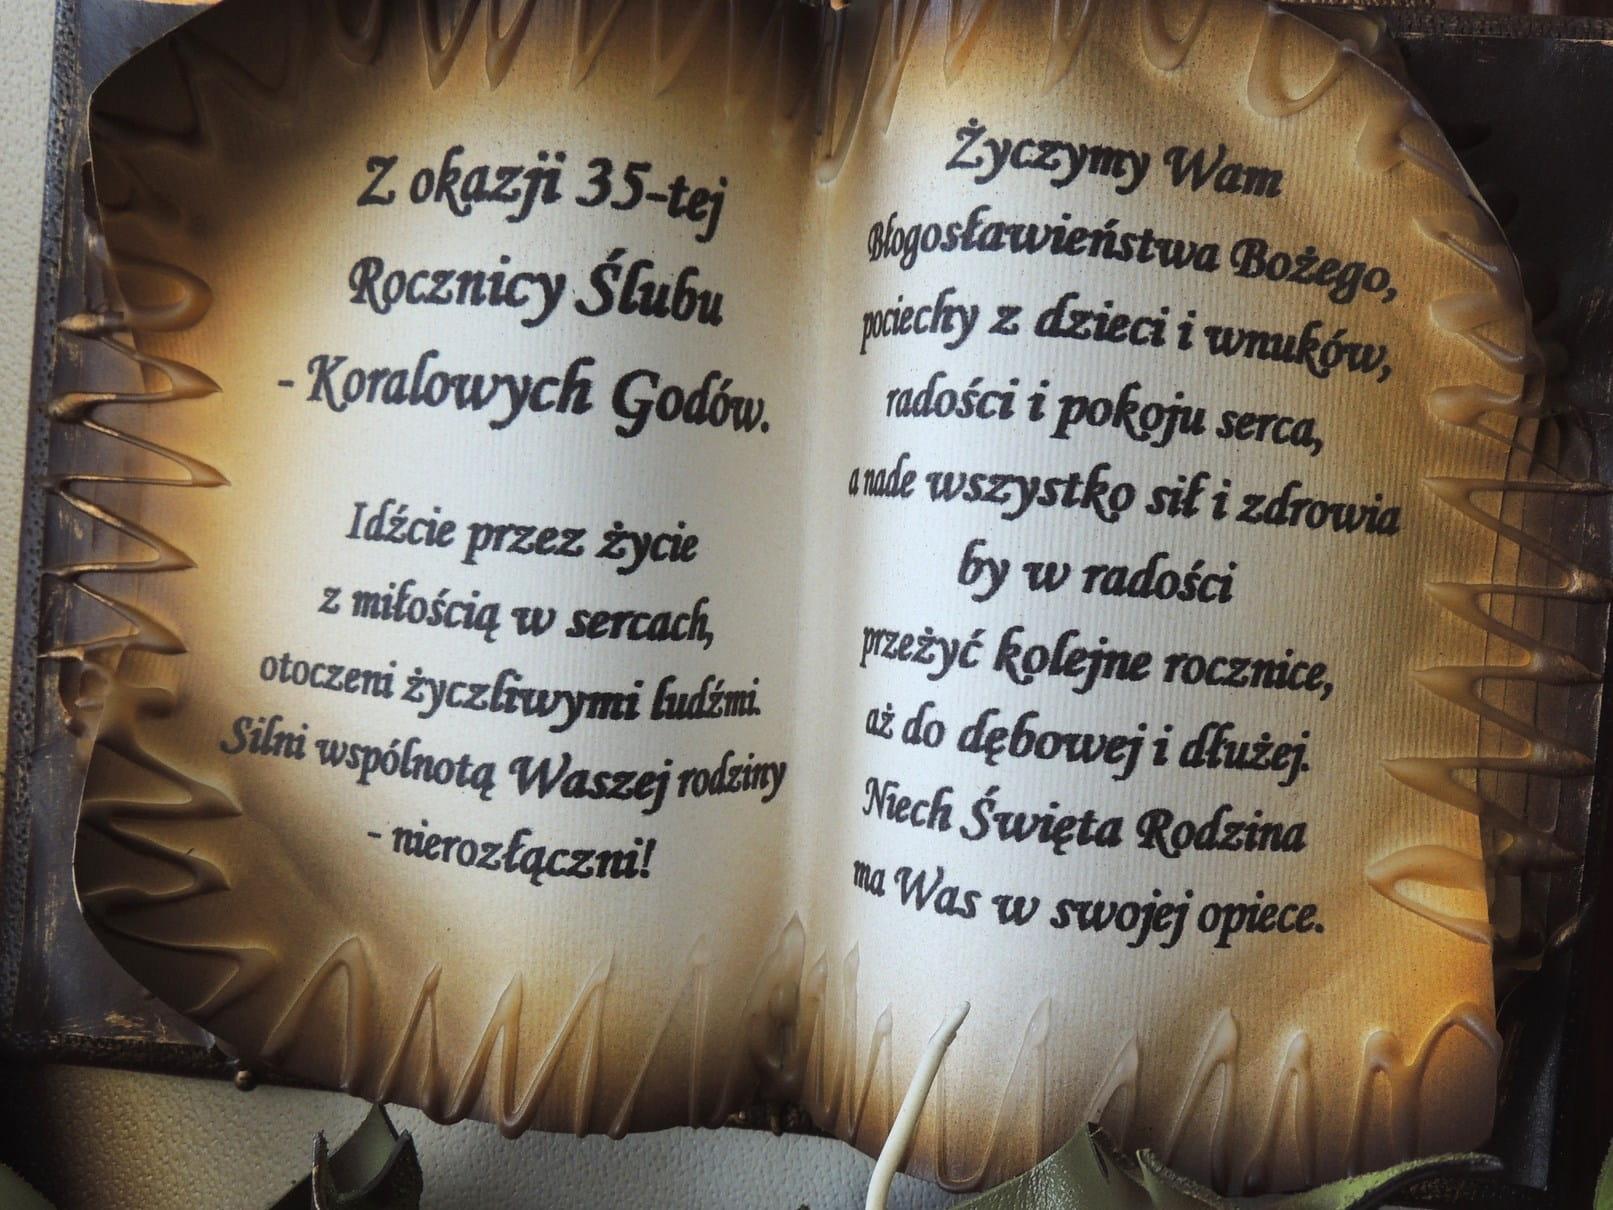 Z okazji 35-tej
Rocznicy Ślubu
- Koralowych Godów.
Idźcie przez życie
z miłością w sercach,
otoczeni życzliwymi ludźmi.
Silni wspólnotą Waszej rodziny
- nierozłączni!
Życzymy Wam
Błogosławieństwa Bożego,
pociechy z dzieci i wnuków,
radości i pokoju serca,
a nade wszystko sił i zdrowia
by w radości
przeżyć kolejne rocznice,
aż do dębowej i dłużej.
Niech Święta Rodzina
ma Was w swojej opiece.